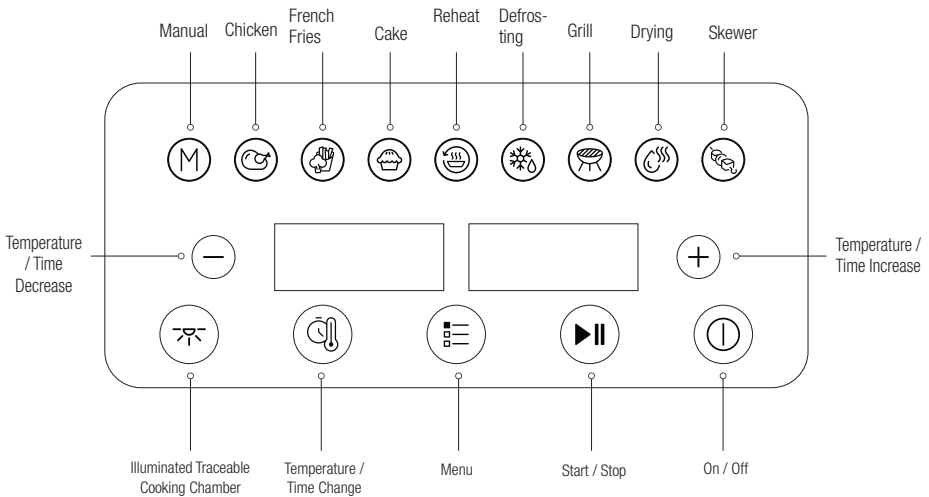 Manual
Chicken
French
Fries
Cake
Reheat
Defros-
ting
Grill
Drying
Skewer
M
Temperature
/ Time
Decrease
Temperature /
Time Increase
Illuminated Traceable
Cooking Chamber
Temperature /
Time Change
Menu
Start / Stop
On / Off